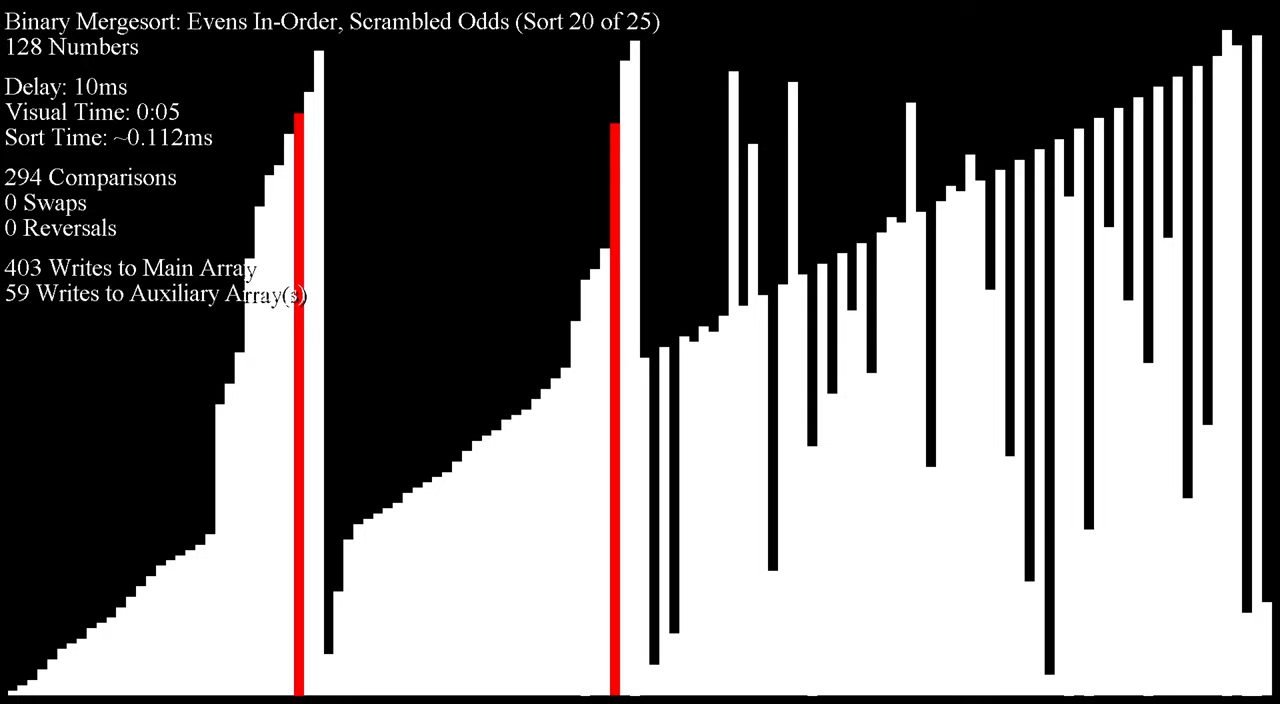 Binary Mergesort: Evens In-Order, Scrambled Odds (Sort 20 of 25)
128 Numbers
Delay: 10ms
Visual Time: 0:05
Sort Time: ~0.112ms
294 Comparisons
0 Swaps
0 Reversals
403 Writes to Main Array
59 Writes to Auxiliary Array(s)